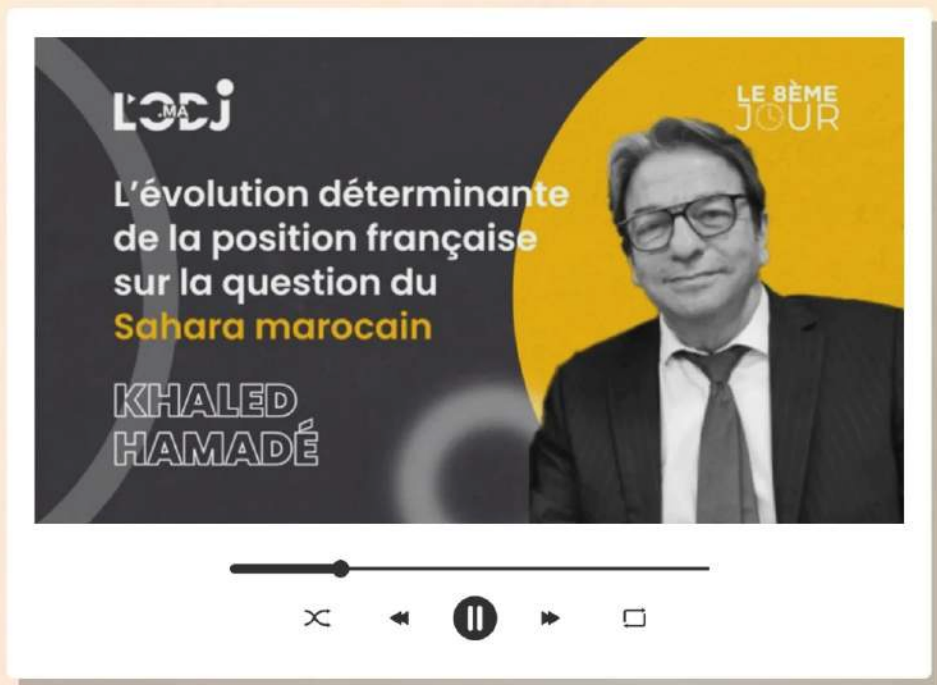 L'ODJ
.MA
LE 8ÈME
JOUR
L'évolution déterminante
de la position française
sur la question du
Sahara marocain
KHALED
HAMADÉ